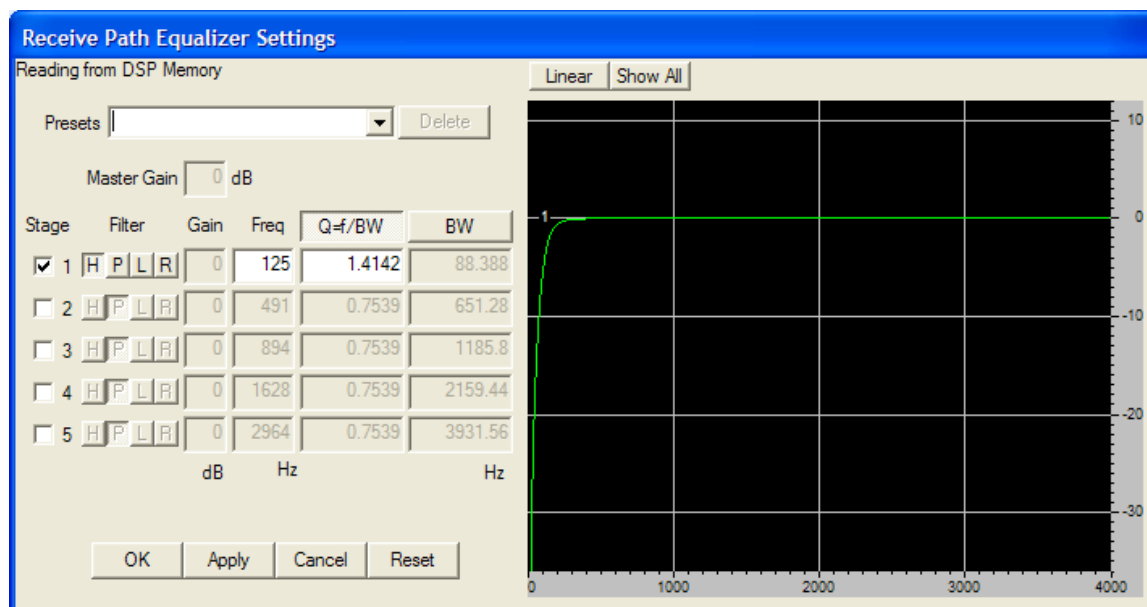 Receive Path Equalizer Settings
Reading from DSP Memory
Linear Show All
Presets Delete
Master Gain 0 dB
Stage Filter Gain Freq Q=f/BW BW
1 H P L R 0 125 1.4142 88.388
2 H P L R 0 491 0.7539 651.28
3 H P L R 0 894 0.7539 1185.8
4 H P L R 0 1628 0.7539 2159.44
5 H P L R 0 2964 0.7539 3931.56
dB Hz Hz
OK Apply Cancel Reset
1
10
0
-10
-20
-30
0 1000 2000 3000 4000